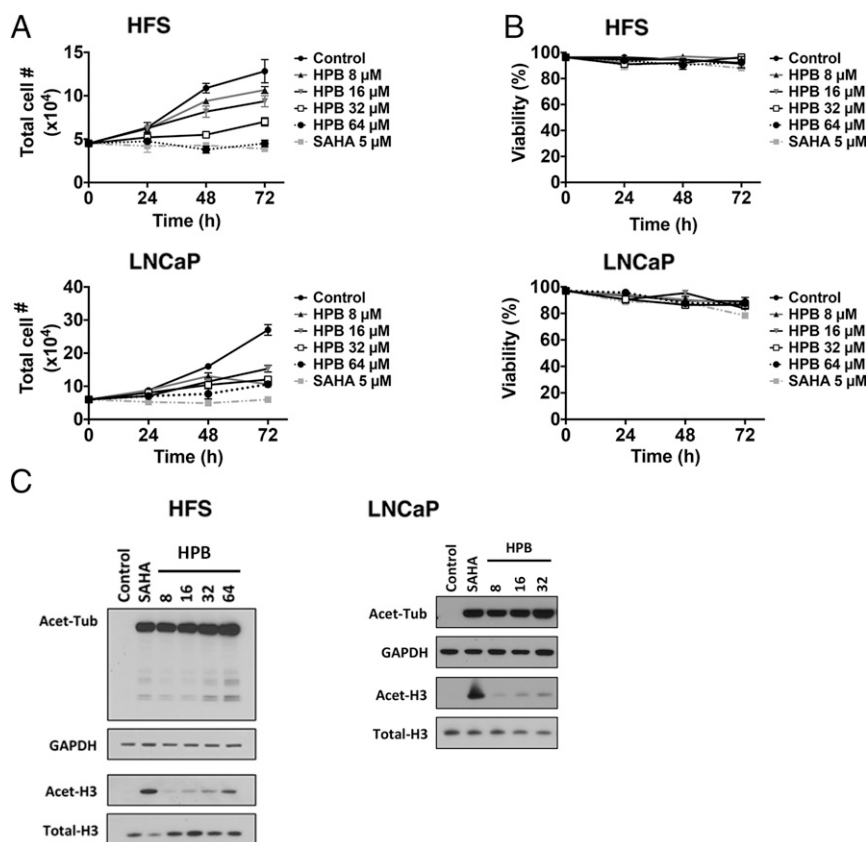 A
HFS
Total cell #
(x10⁴)
15
10
5
0
0
24
48
72
Time (h)
Control
HPB 8 µM
HPB 16 µM
HPB 32 µM
HPB 64 µM
SAHA 5 µM
LNCaP
Total cell #
(x10⁴)
40
30
20
10
0
0
24
48
72
Time (h)
Control
HPB 8 µM
HPB 16 µM
HPB 32 µM
HPB 64 µM
SAHA 5 µM
B
HFS
Viability (%)
100
80
60
40
20
0
0
24
48
72
Time (h)
Control
HPB 8 µM
HPB 16 µM
HPB 32 µM
HPB 64 µM
SAHA 5 µM
LNCaP
Viability (%)
100
80
60
40
20
0
0
24
48
72
Time (h)
Control
HPB 8 µM
HPB 16 µM
HPB 32 µM
HPB 64 µM
SAHA 5 µM
C
HFS
HPB
Control
SAHA
8
16
32
64
Acet-Tub
GAPDH
Acet-H3
Total-H3
LNCaP
HPB
Control
SAHA
8
16
32
Acet-Tub
GAPDH
Acet-H3
Total-H3